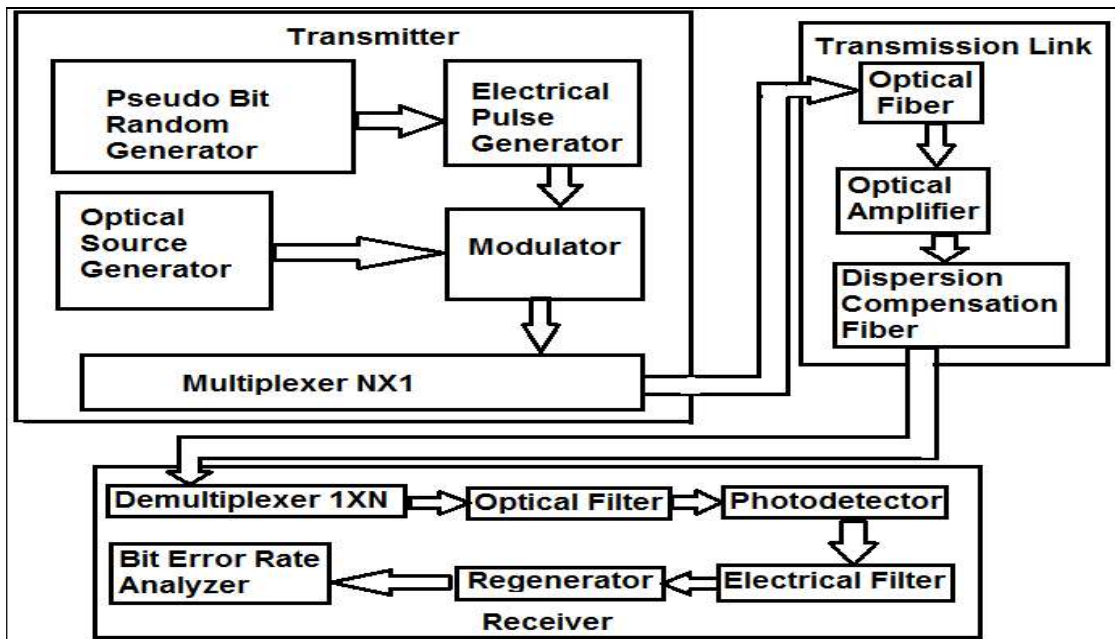 Transmitter
Pseudo Bit
Random
Generator
Electrical
Pulse
Generator
Optical
Source
Generator
Modulator
Multiplexer NX1
Transmission Link
Optical
Fiber
Optical
Amplifier
Dispersion
Compensation
Fiber
Demultiplexer 1XN
Optical Filter
Photodetector
Electrical Filter
Regenerator
Bit Error Rate
Analyzer
Receiver